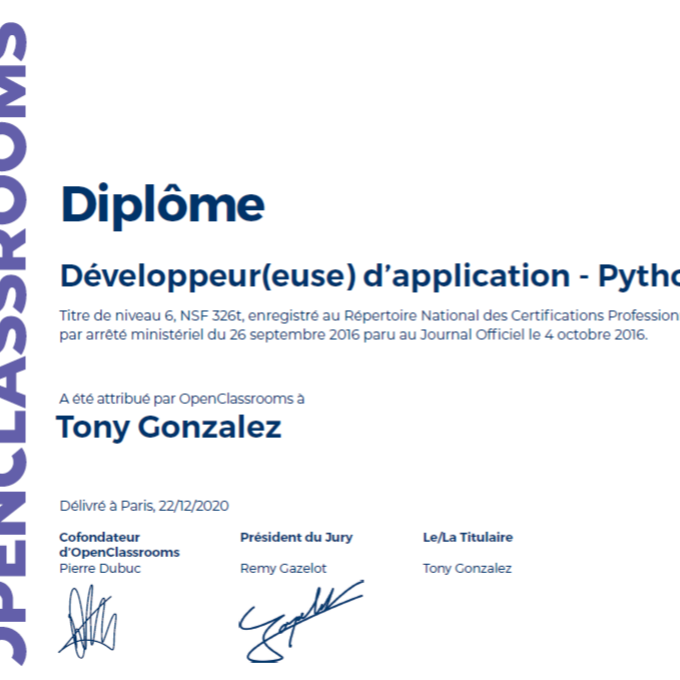 OPENCLASSROOMS
Diplôme
Développeur(euse) d’application - Pytho
Titre de niveau 6, NSF 326t, enregistré au Répertoire National des Certifications Profession
par arrêté ministériel du 26 septembre 2016 paru au Journal Officiel le 4 octobre 2016.
A été attribué par OpenClassrooms à
Tony Gonzalez
Délivré à Paris, 22/12/2020
Cofondateur
d’OpenClassrooms
Pierre Dubuc
Président du Jury
Remy Gazelot
Le/La Titulaire
Tony Gonzalez